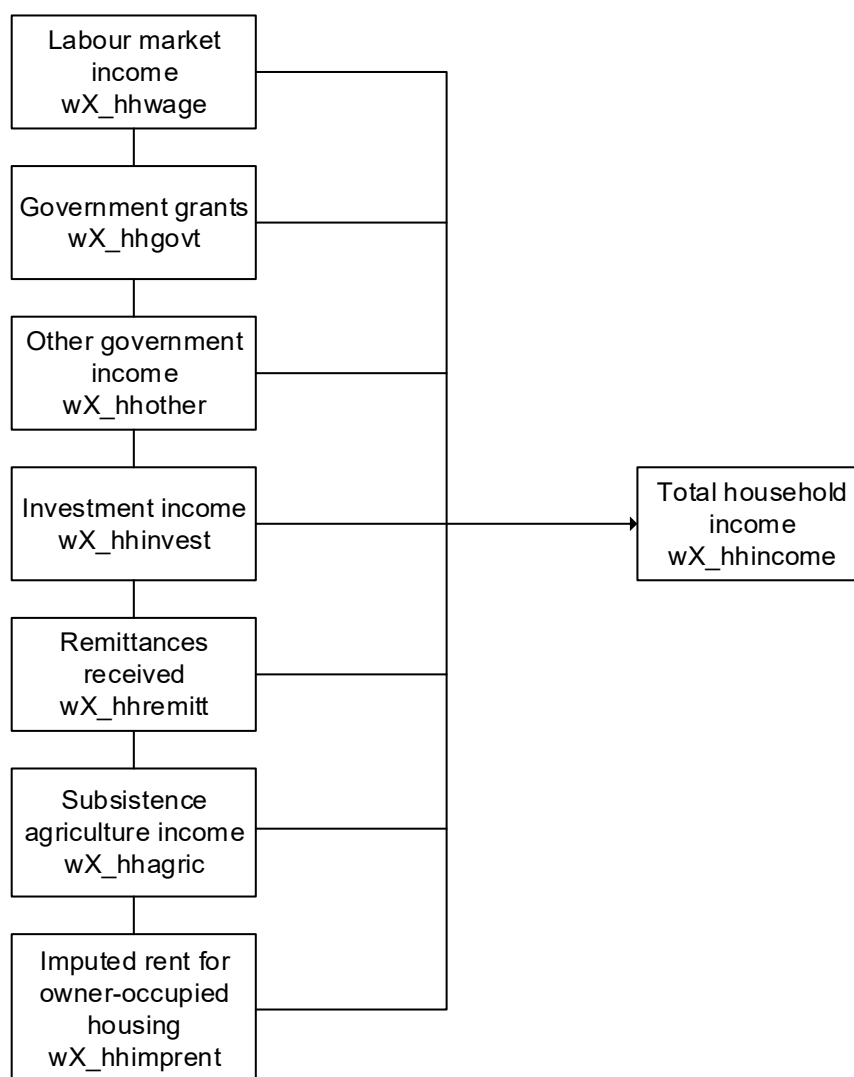 Labour market
income
wX_hhwage
Government grants
wX_hhgovt
Other government
income
wX_hhother
Investment income
wX_hhinvest
Remittances
received
wX_hhremitt
Subsistence
agriculture income
wX_hhagric
Imputed rent for
owner-occupied
housing
wX_hhimprent
Total household
income
wX_hhincome